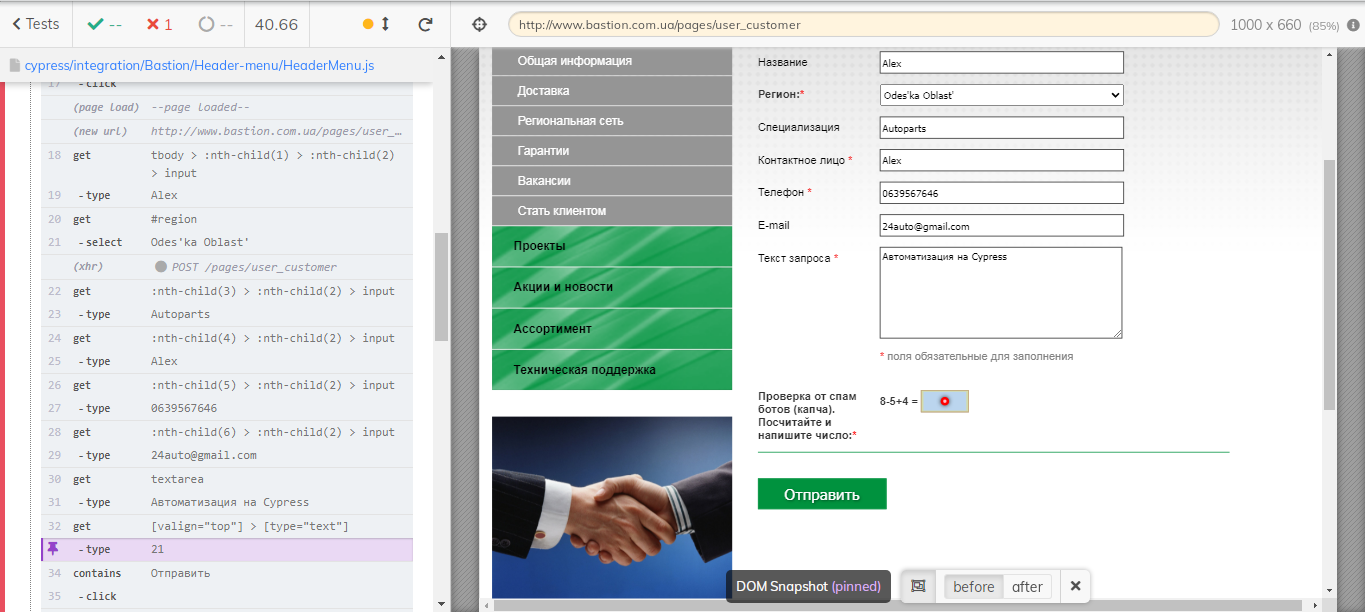 Tests
--
1
--
40.66
http://www.bastion.com.ua/pages/user_customer
1000 x 660 (85%)
cypress/integration/Bastion/Header-menu/HeaderMenu.js
17 -click
(page load) --page loaded--
(new url) http://www.bastion.com.ua/pages/user_…
18 get tbody > :nth-child(1) > :nth-child(2)
> input
19 -type Alex
20 get #region
21 -select Odes'ka Oblast'
(xhr) POST /pages/user_customer
22 get :nth-child(3) > :nth-child(2) > input
23 -type Autoparts
24 get :nth-child(4) > :nth-child(2) > input
25 -type Alex
26 get :nth-child(5) > :nth-child(2) > input
27 -type 0639567646
28 get :nth-child(6) > :nth-child(2) > input
29 -type 24auto@gmail.com
30 get textarea
31 -type Автоматизация на Cypress
32 get [valign="top"] > [type="text"]
-type 21
34 contains Отправить
35 -click
Общая информация
Доставка
Региональная сеть
Гарантии
Вакансии
Стать клиентом
Проекты
Акции и новости
Ассортимент
Техническая поддержка
Название Alex
Регион:* Odes'ka Oblast'
Специализация Autoparts
Контактное лицо * Alex
Телефон * 0639567646
E-mail 24auto@gmail.com
Текст запроса * Автоматизация на Cypress
* поля обязательные для заполнения
Проверка от спам
ботов (капча).
Посчитайте и
напишите число:*
8-5+4 =
Отправить
DOM Snapshot (pinned)
before after